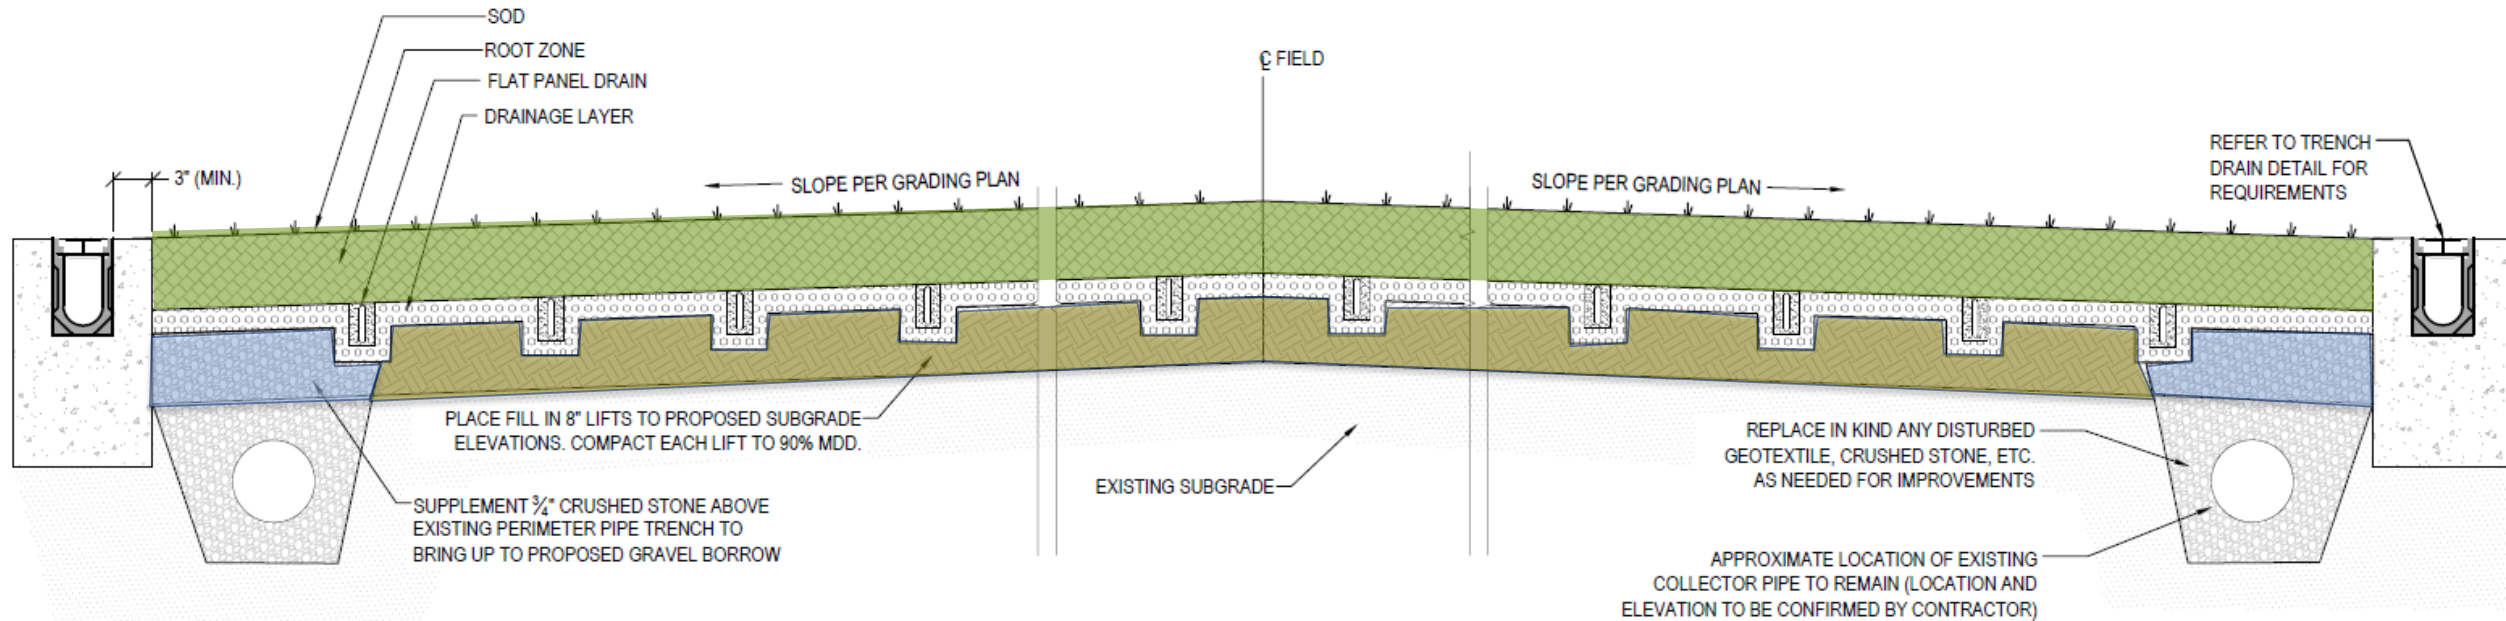 SOD
ROOT ZONE
FLAT PANEL DRAIN
DRAINAGE LAYER
3" (MIN.)
SLOPE PER GRADING PLAN
℄ FIELD
SLOPE PER GRADING PLAN
REFER TO TRENCH
DRAIN DETAIL FOR
REQUIREMENTS
PLACE FILL IN 8" LIFTS TO PROPOSED SUBGRADE
ELEVATIONS. COMPACT EACH LIFT TO 90% MDD.
SUPPLEMENT ¾" CRUSHED STONE ABOVE
EXISTING PERIMETER PIPE TRENCH TO
BRING UP TO PROPOSED GRAVEL BORROW
EXISTING SUBGRADE
REPLACE IN KIND ANY DISTURBED
GEOTEXTILE, CRUSHED STONE, ETC.
AS NEEDED FOR IMPROVEMENTS
APPROXIMATE LOCATION OF EXISTING
COLLECTOR PIPE TO REMAIN (LOCATION AND
ELEVATION TO BE CONFIRMED BY CONTRACTOR)